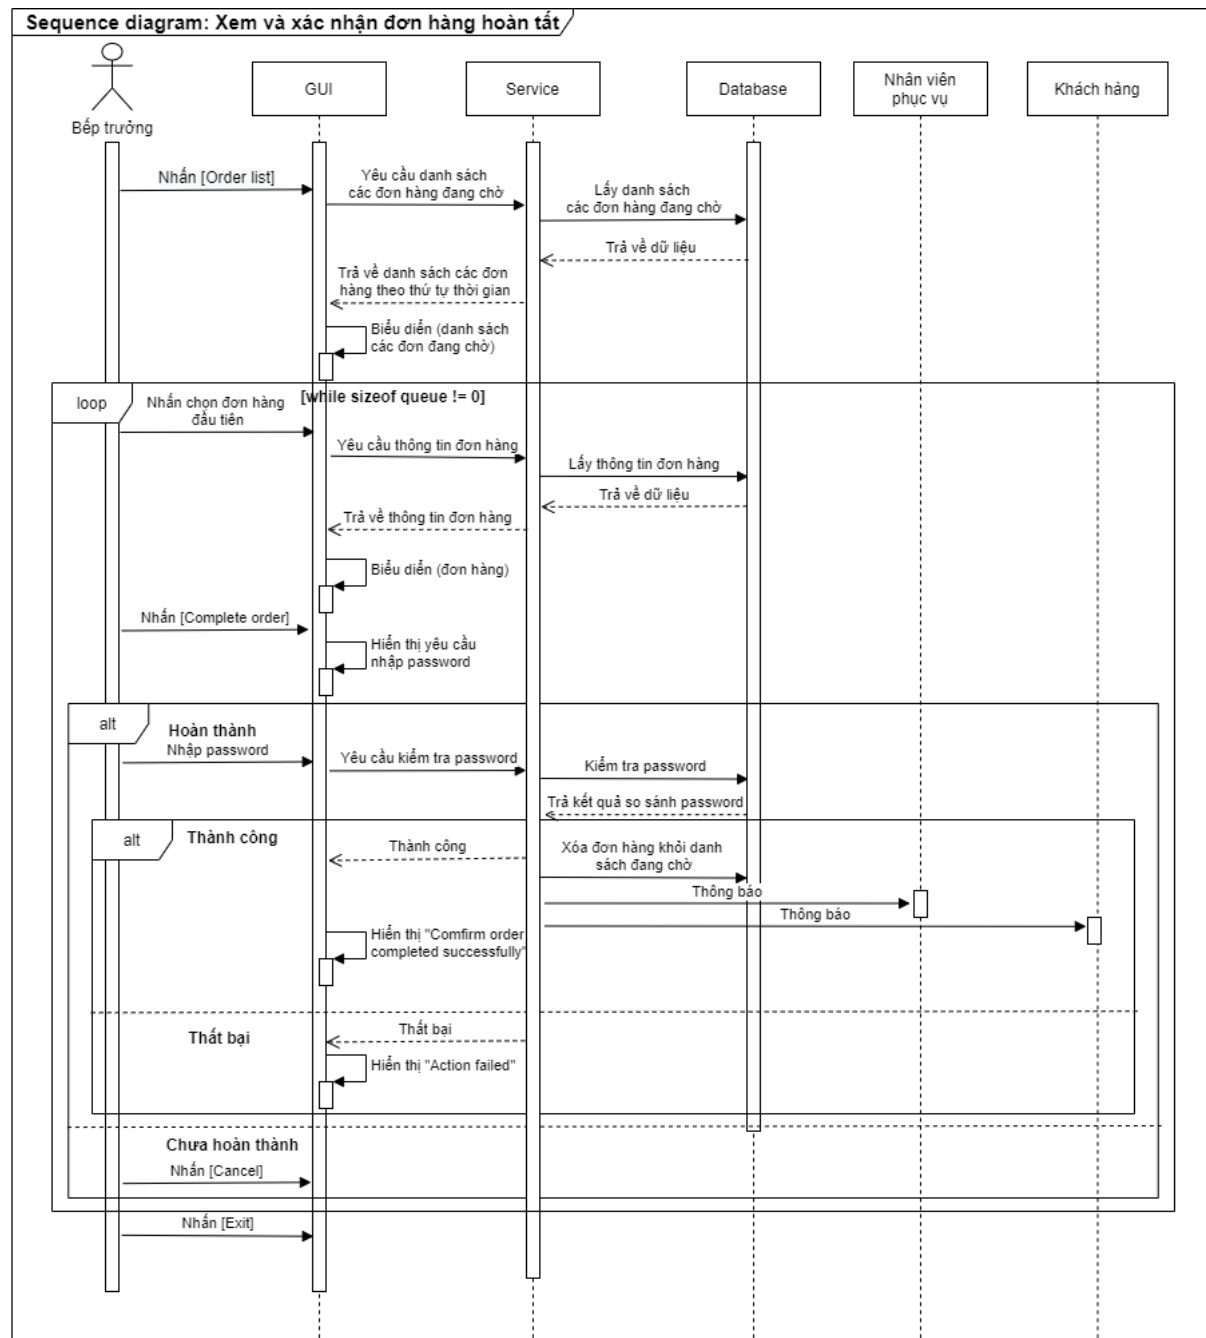 Sequence diagram: Xem và xác nhận đơn hàng hoàn tất
Bếp trưởng
GUI
Service
Database
Nhân viên
phục vụ
Khách hàng
Nhấn [Order list]
Yêu cầu danh sách
các đơn hàng đang chờ
Lấy danh sách
các đơn hàng đang chờ
Trả về dữ liệu
Trả về danh sách các đơn
hàng theo thứ tự thời gian
Biểu diễn (danh sách
các đơn đang chờ)
loop
[while sizeof queue != 0]
Nhấn chọn đơn hàng
đầu tiên
Yêu cầu thông tin đơn hàng
Lấy thông tin đơn hàng
Trả về dữ liệu
Trả về thông tin đơn hàng
Biểu diễn (đơn hàng)
Nhấn [Complete order]
Hiển thị yêu cầu
nhập password
alt
Hoàn thành
Nhập password
Yêu cầu kiểm tra password
Kiểm tra password
Trả kết quả so sánh password
alt
Thành công
Thành công
Xóa đơn hàng khỏi danh
sách đang chờ
Thông báo
Thông báo
Hiển thị "Comfirm order
completed successfully"
Thất bại
Thất bại
Hiển thị "Action failed"
Chưa hoàn thành
Nhấn [Cancel]
Nhấn [Exit]